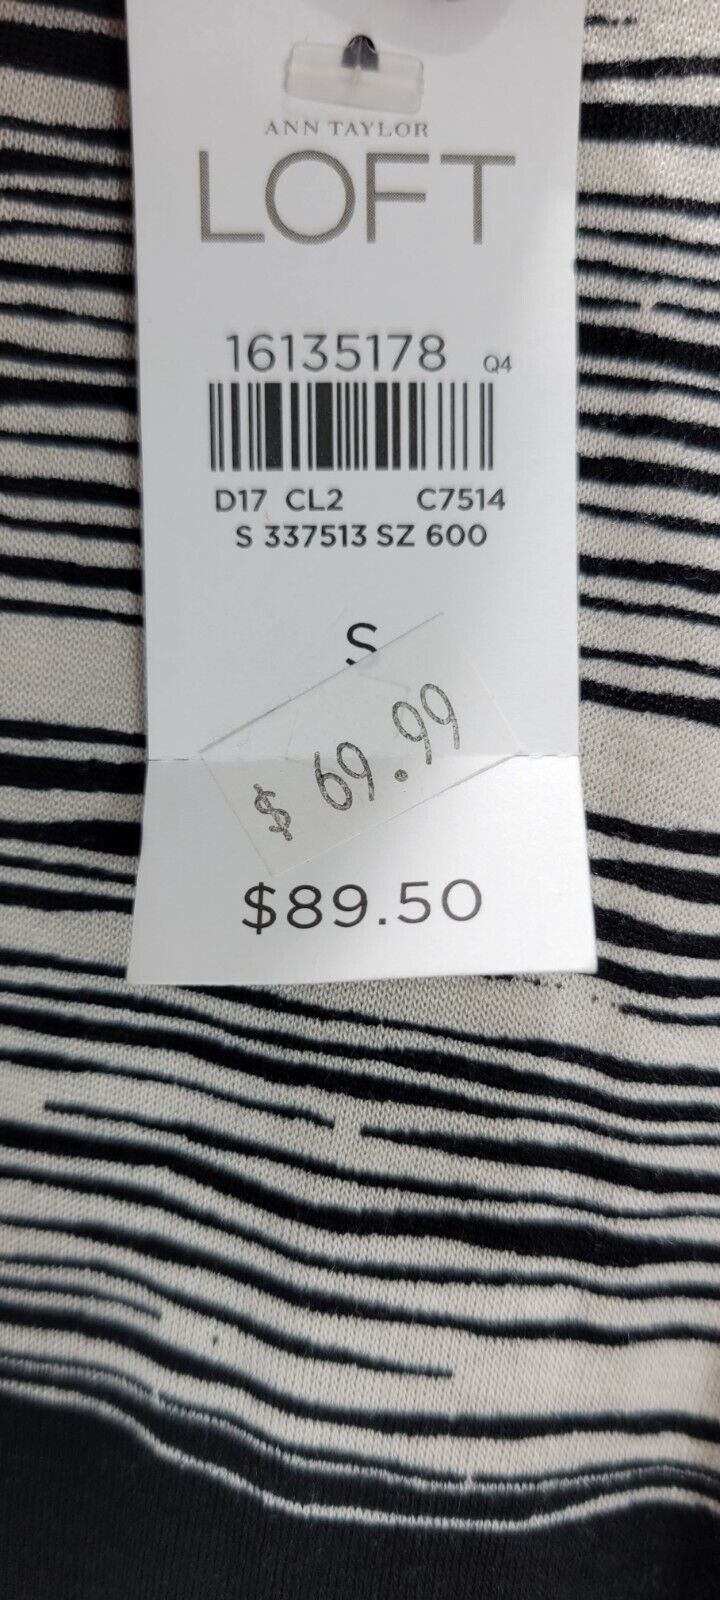 ANN TAYLOR
LOFT
16135178 Q4
D17 CL2 C7514
S 337513 SZ 600
S
$ 69.99
$89.50